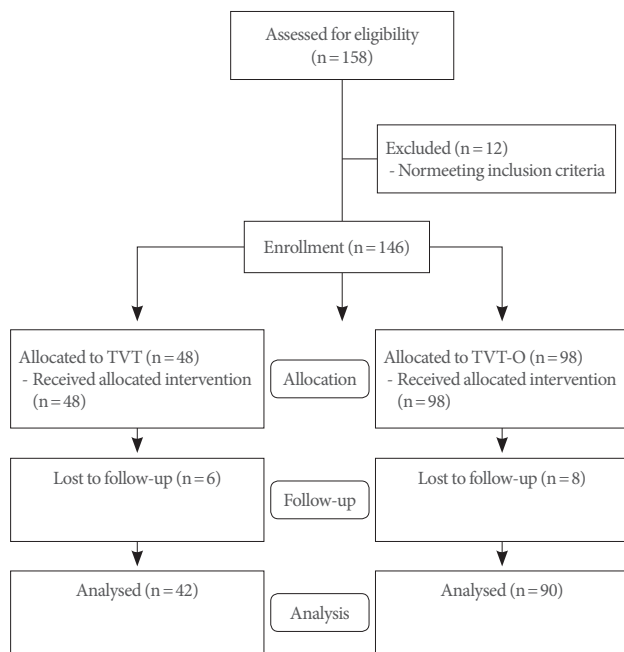 Assessed for eligibility
(n=158)
Excluded (n=12)
- Normeeting inclusion criteria
Enrollment (n=146)
Allocated to TVT (n=48)
- Received allocated intervention
(n=48)
Allocation
Allocated to TVT-O (n=98)
- Received allocated intervention
(n=98)
Lost to follow-up (n=6)
Follow-up
Lost to follow-up (n=8)
Analysed (n=42)
Analysis
Analysed (n=90)